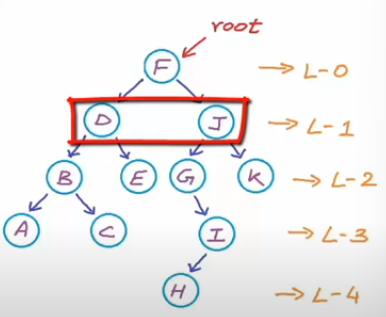 root
F → L-0
D J → L-1
B E G K → L-2
A C I → L-3
H → L-4